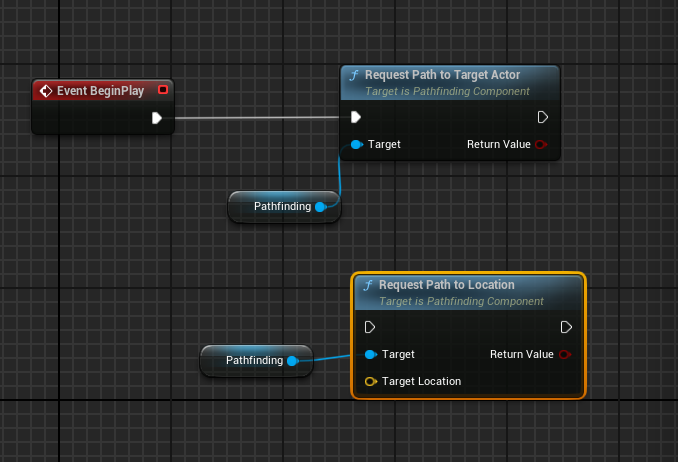 Event BeginPlay
f Request Path to Target Actor
Target is Pathfinding Component
Target
Return Value
Pathfinding
f Request Path to Location
Target is Pathfinding Component
Pathfinding
Target
Return Value
Target Location